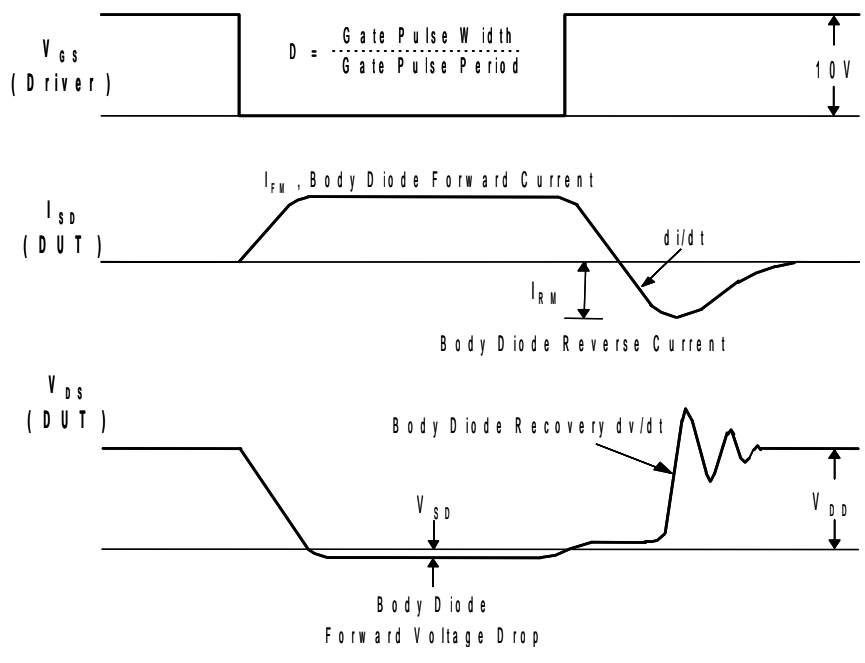 V GS
(Driver)
D = Gate Pulse Width
Gate Pulse Period
10V
I FM , Body Diode Forward Current
I SD
(DUT)
di/dt
I RM
Body Diode Reverse Current
V DS
(DUT)
Body Diode Recovery dv/dt
V SD
V DD
Body Diode
Forward Voltage Drop